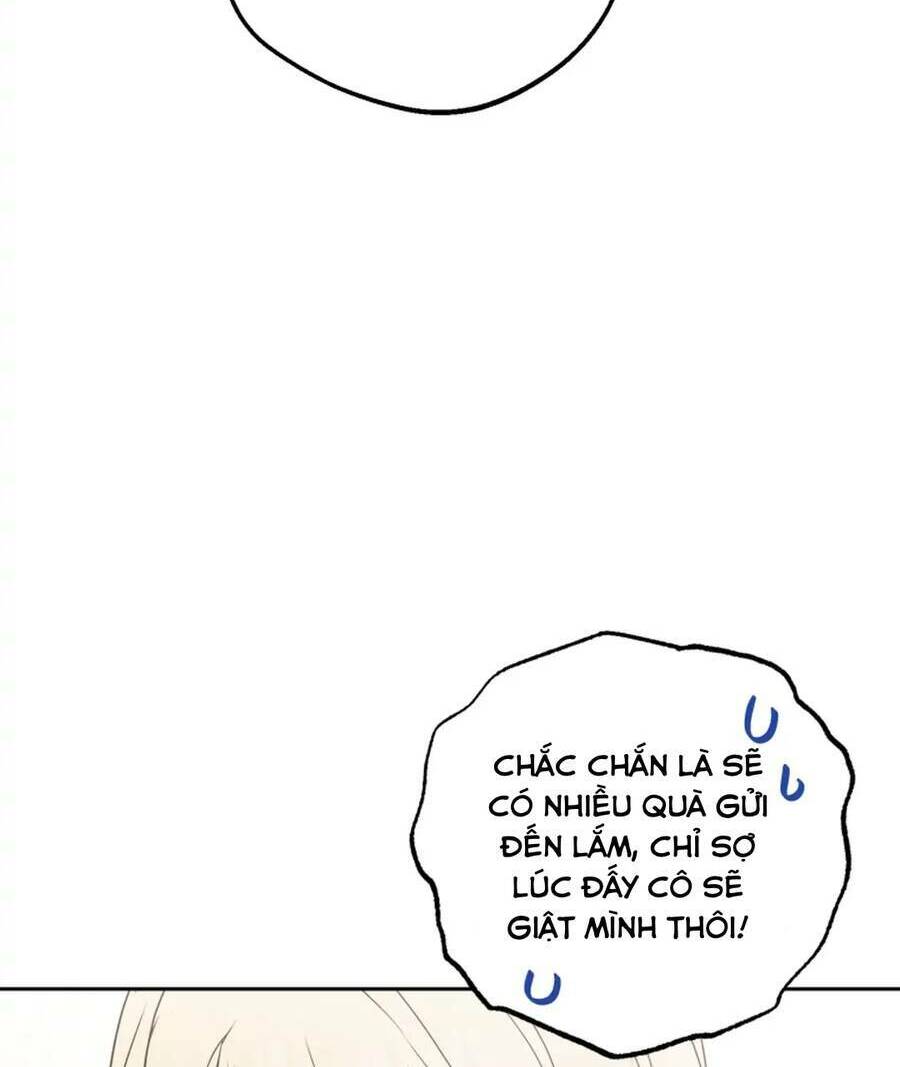 CHẮC CHẮN LÀ SẼ
CÓ NHIỀU QUÀ GỬI
ĐẾN LẮM, CHỈ SỢ
LÚC ĐẤY CÔ SẼ
GIẬT MÌNH THÔI!